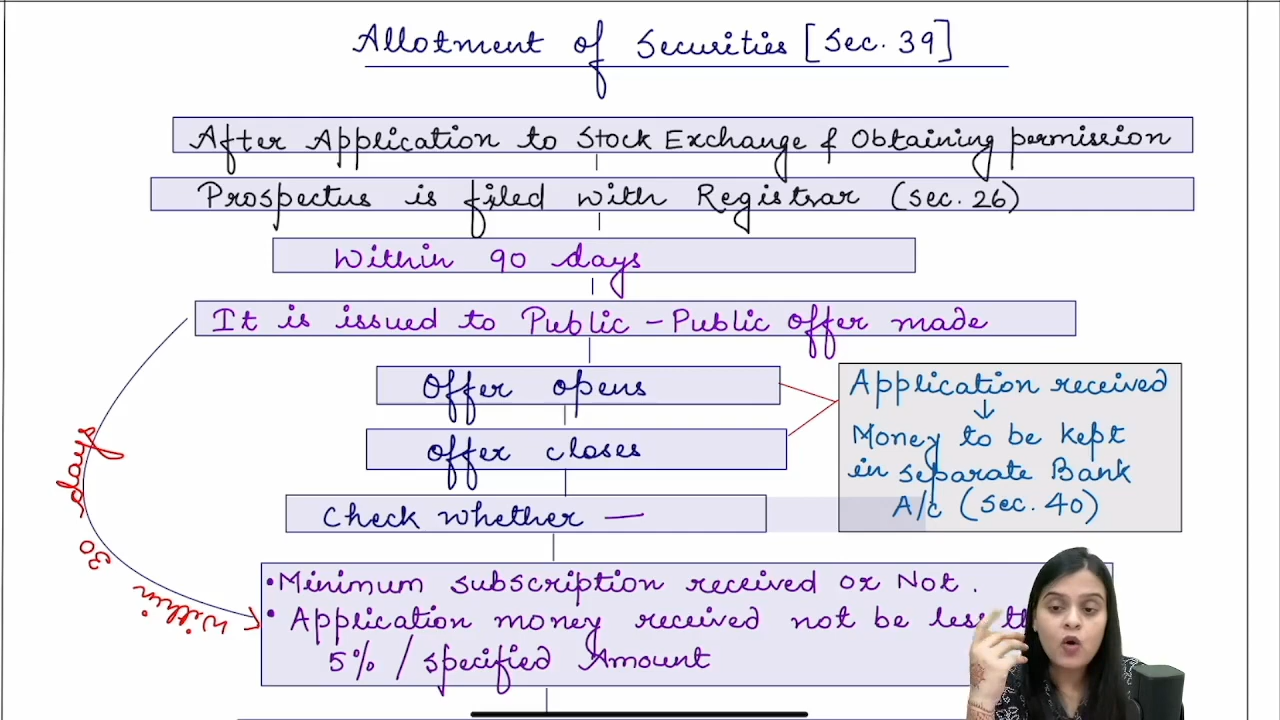 Allotment of Securities [Sec. 39]
After Application to Stock Exchange & Obtaining permission
Prospectus is filed with Registrar (Sec. 26)
Within 90 days
It is issued to Public - Public offer made
Offer opens
Offer closes
Application received
↓
Money to be kept
in separate Bank
A/c (Sec. 40)
Check whether —
within 30 days
• Minimum subscription received or Not.
• Application money received not be less
5% / specified Amount